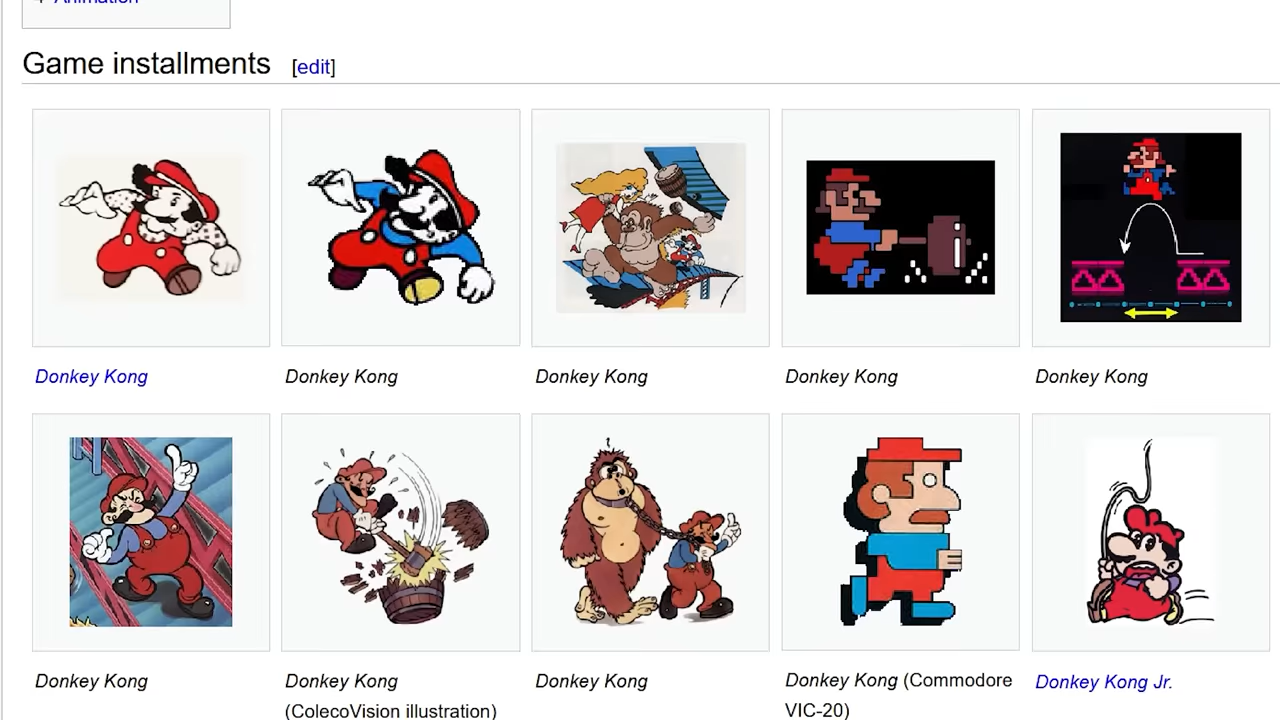 Animation
Game installments [edit]
Donkey Kong
Donkey Kong
Donkey Kong
Donkey Kong
Donkey Kong
Donkey Kong
Donkey Kong
(ColecoVision illustration)
Donkey Kong
Donkey Kong (Commodore
VIC-20)
Donkey Kong Jr.